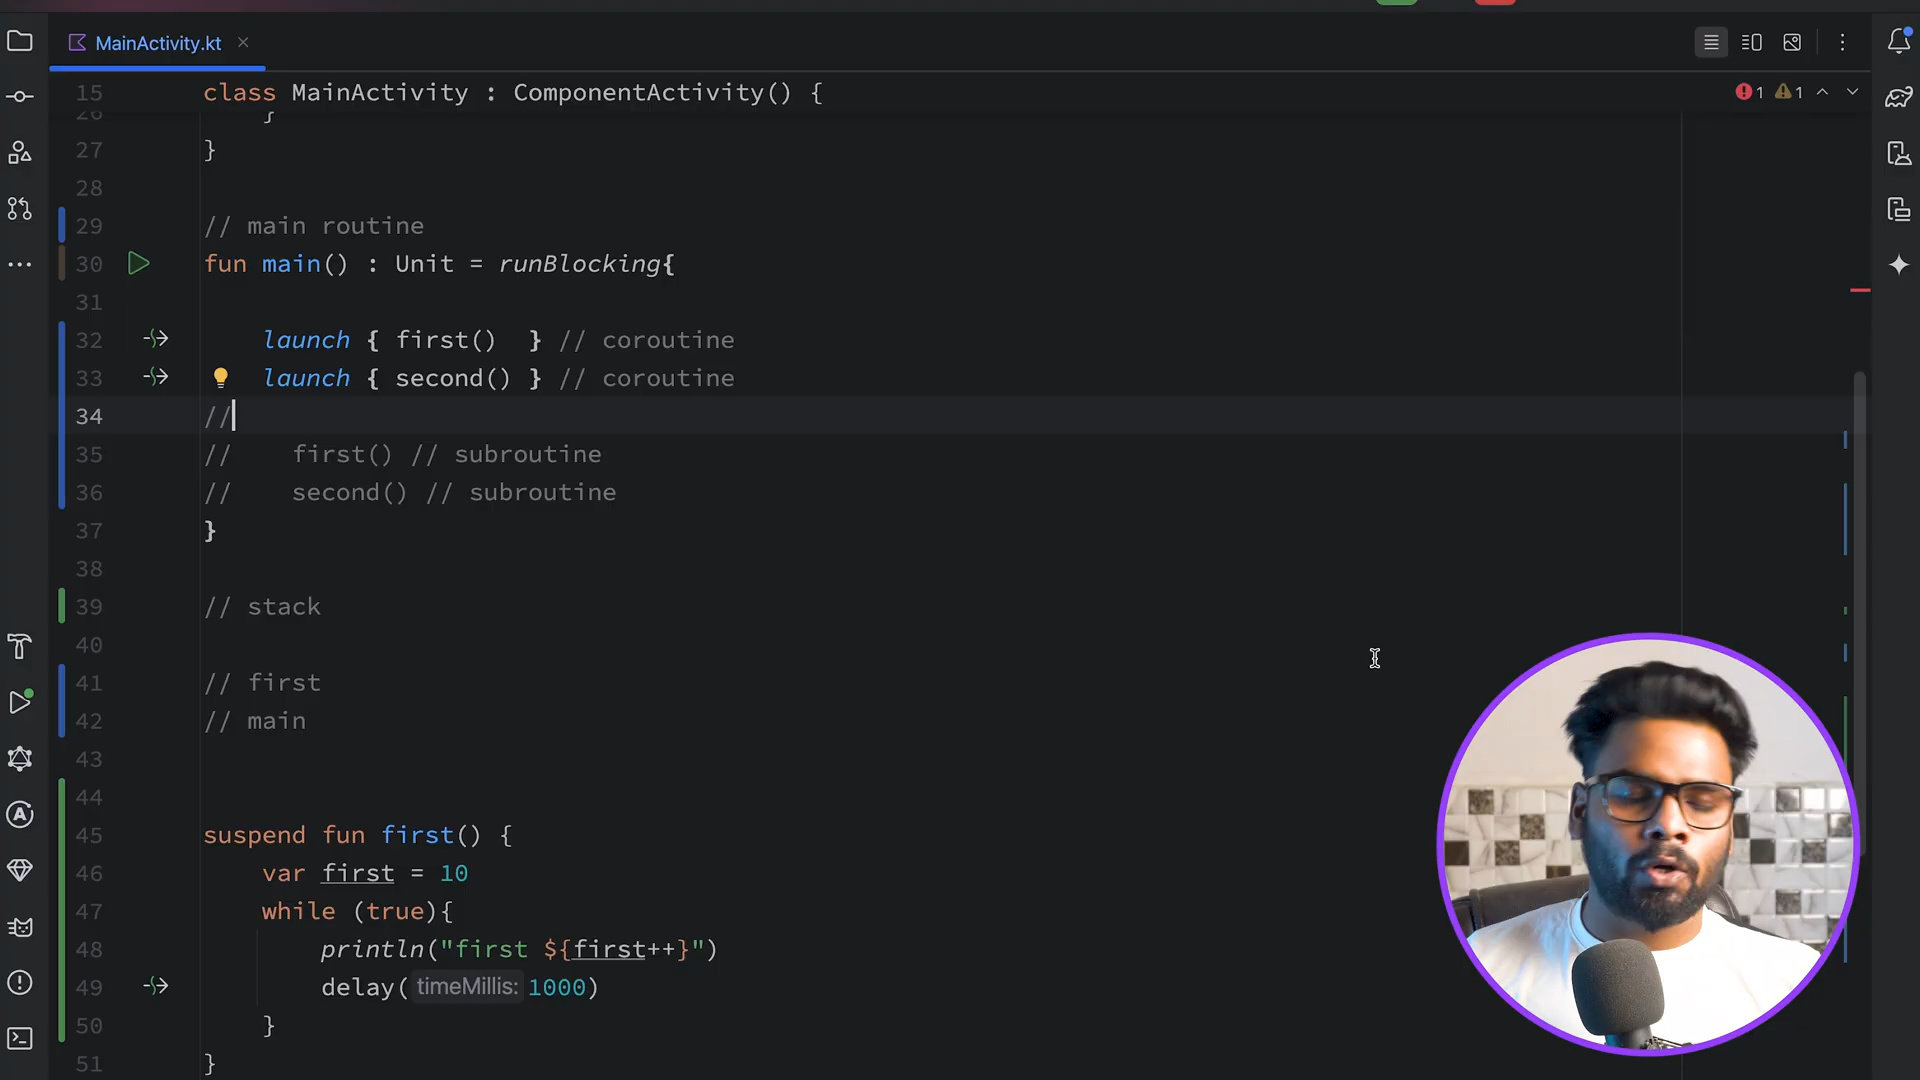 MainActivity.kt
15 class MainActivity : ComponentActivity() {
1 1
26 }
27 }
28
29 // main routine
30 fun main() : Unit = runBlocking{
31
32 launch { first() } // coroutine
33 launch { second() } // coroutine
34 //
35 // first() // subroutine
36 // second() // subroutine
37 }
38
39 // stack
40
41 // first
42 // main
43
44
45 suspend fun first() {
46 var first = 10
47 while (true){
48 println("first ${first++}")
49 delay( timeMillis: 1000)
50 }
51 }